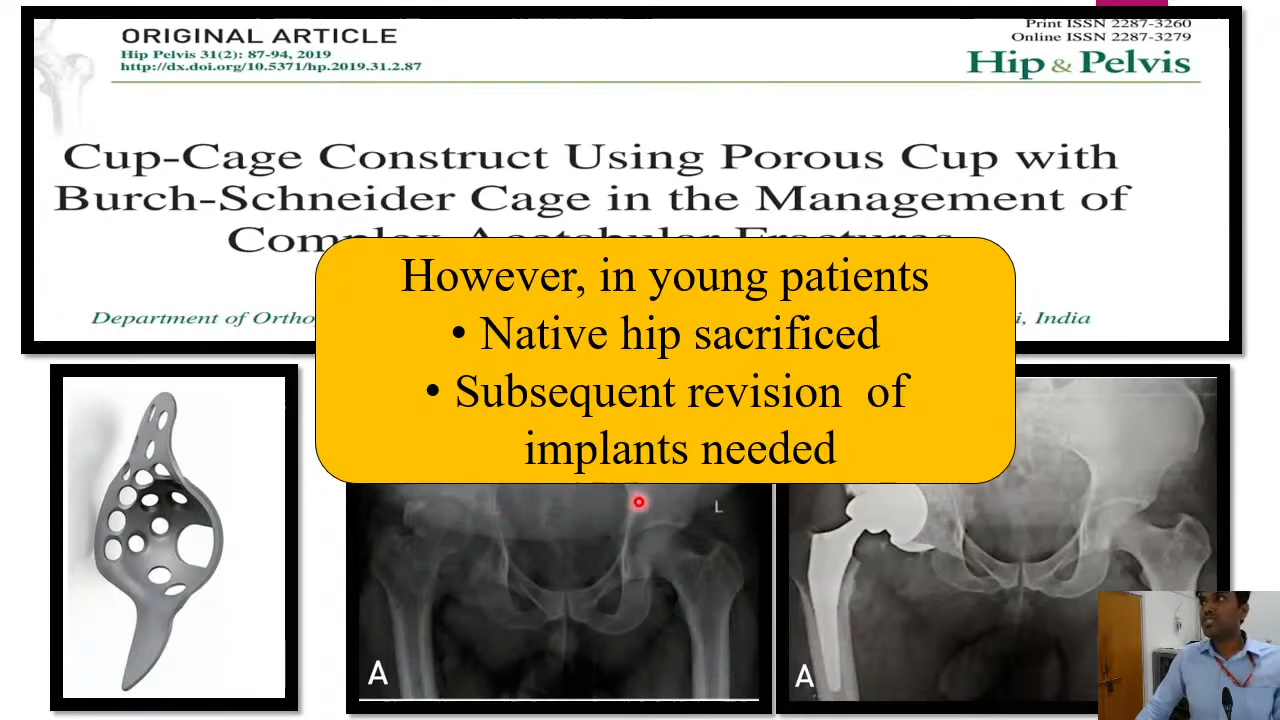 ORIGINAL ARTICLE
Hip Pelvis 31(2): 87-94, 2019
http://dx.doi.org/10.5371/hp.2019.31.2.87
Print ISSN 2287-3260
Online ISSN 2287-3279
Hip & Pelvis
Cup-Cage Construct Using Porous Cup with
Burch-Schneider Cage in the Management of
Complex Acetabular Fractures
Department of Ortho
i, India
However, in young patients
• Native hip sacrificed
• Subsequent revision of
implants needed
L
A
A